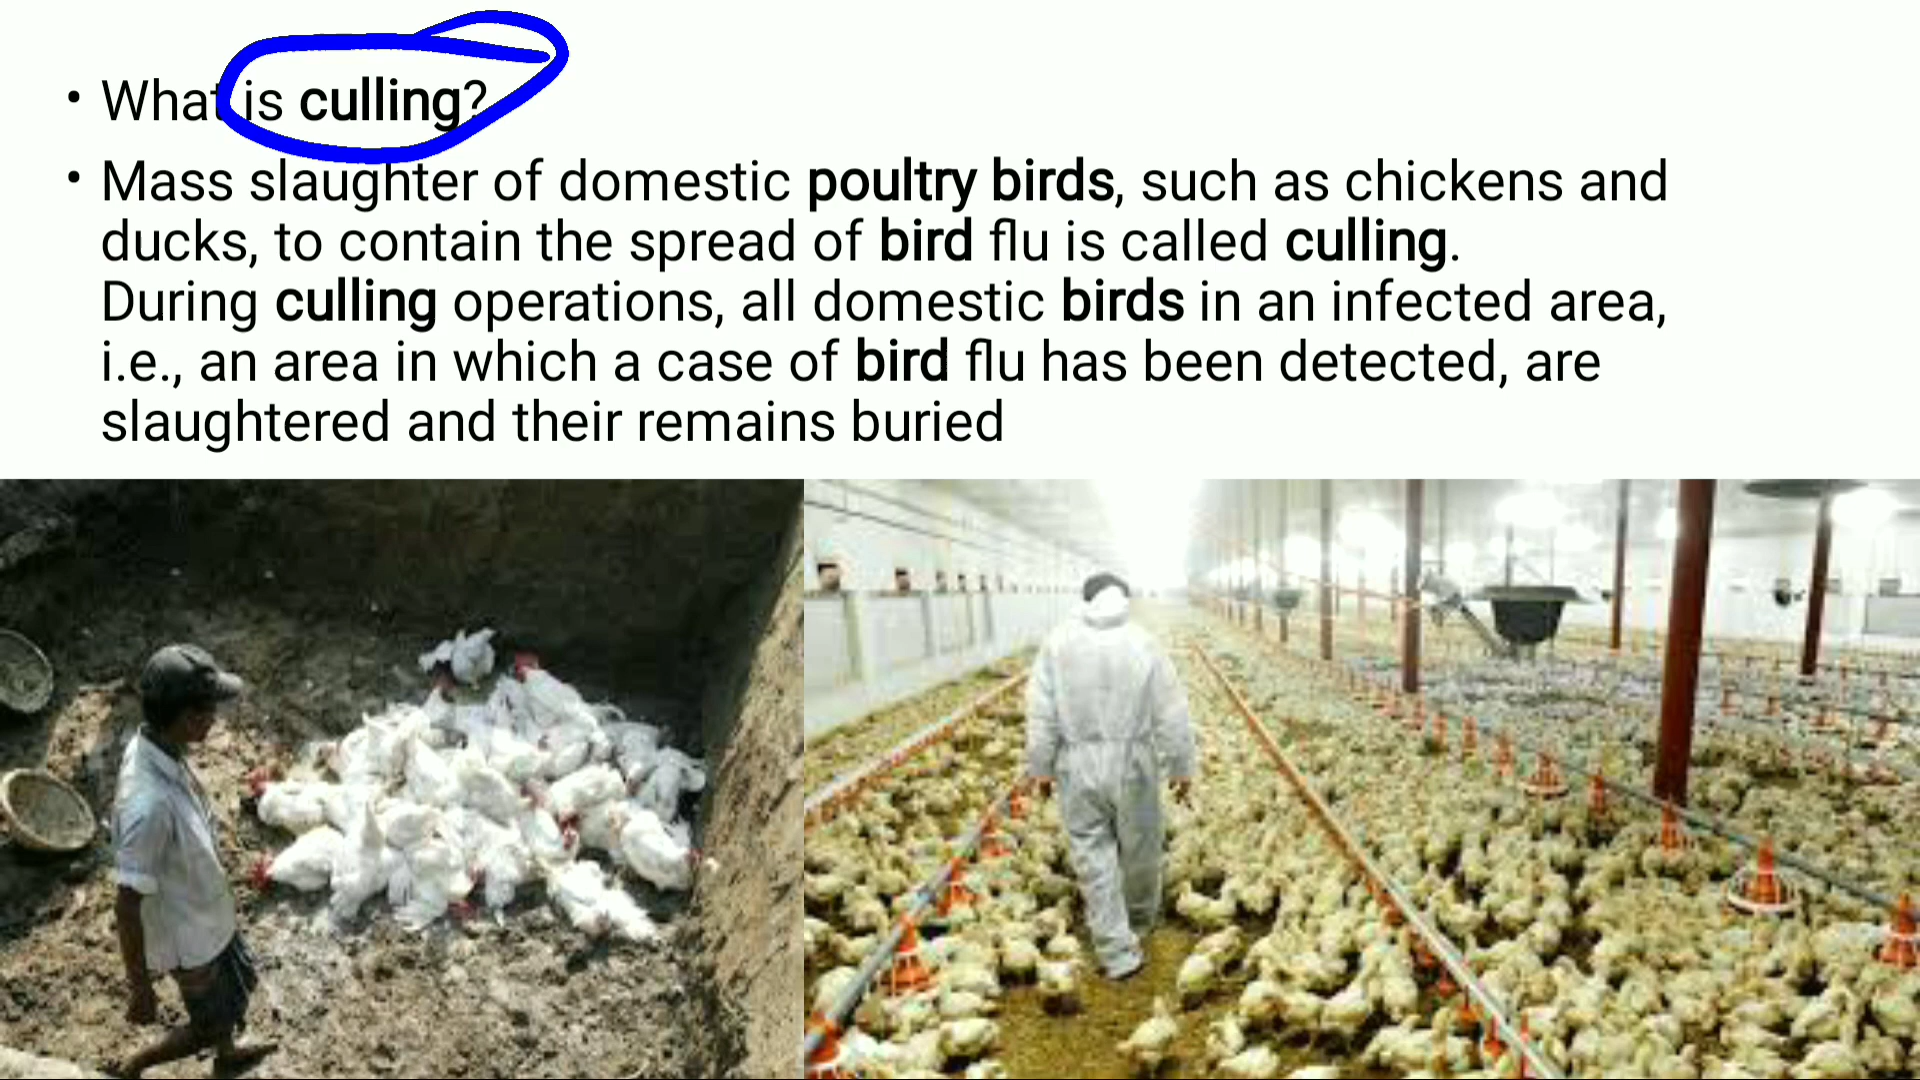 • What is culling?
• Mass slaughter of domestic poultry birds, such as chickens and
ducks, to contain the spread of bird flu is called culling.
During culling operations, all domestic birds in an infected area,
i.e., an area in which a case of bird flu has been detected, are
slaughtered and their remains buried